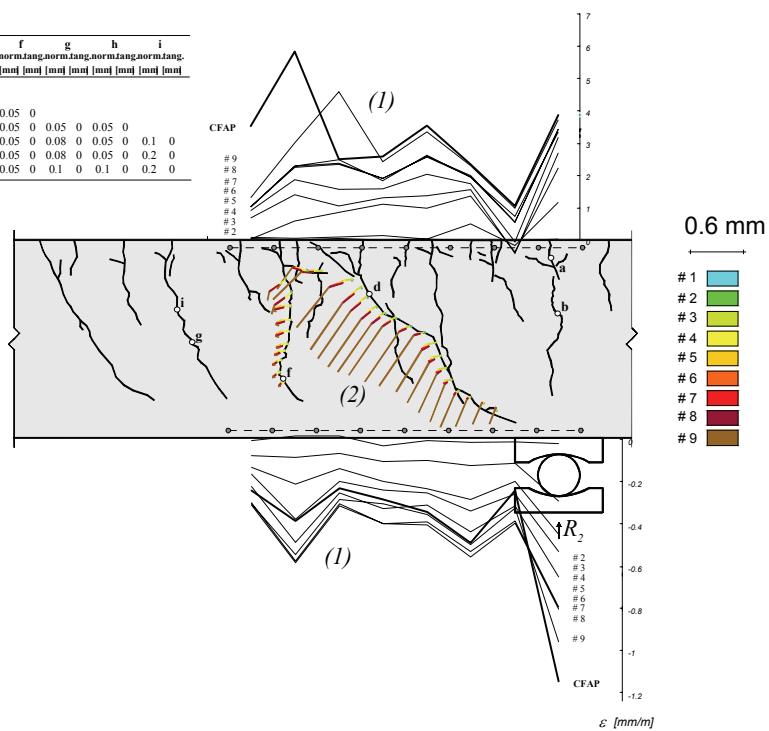 f g h i
norm. tang. norm. tang. norm. tang. norm. tang.
[mm] [mm] [mm] [mm] [mm] [mm] [mm] [mm]
0.05 0
0.05 0 0.05 0 0.05 0
0.05 0 0.08 0 0.05 0 0.1 0
0.05 0 0.08 0 0.05 0 0.2 0
0.05 0 0.1 0 0.1 0 0.2 0
7
6
5
4
3
2
1
0
(1)
CFAP
# 9
# 8
# 7
# 6
# 5
# 4
# 3
# 2
0.6 mm
# 1
# 2
# 3
# 4
# 5
# 6
# 7
# 8
# 9
a
d
b
i
g
f
(2)
0
-0.2
-0.4
-0.6
-0.8
-1
-1.2
R2
(1)
# 2
# 3
# 4
# 5
# 6
# 7
# 8
# 9
CFAP
ε [mm/m]